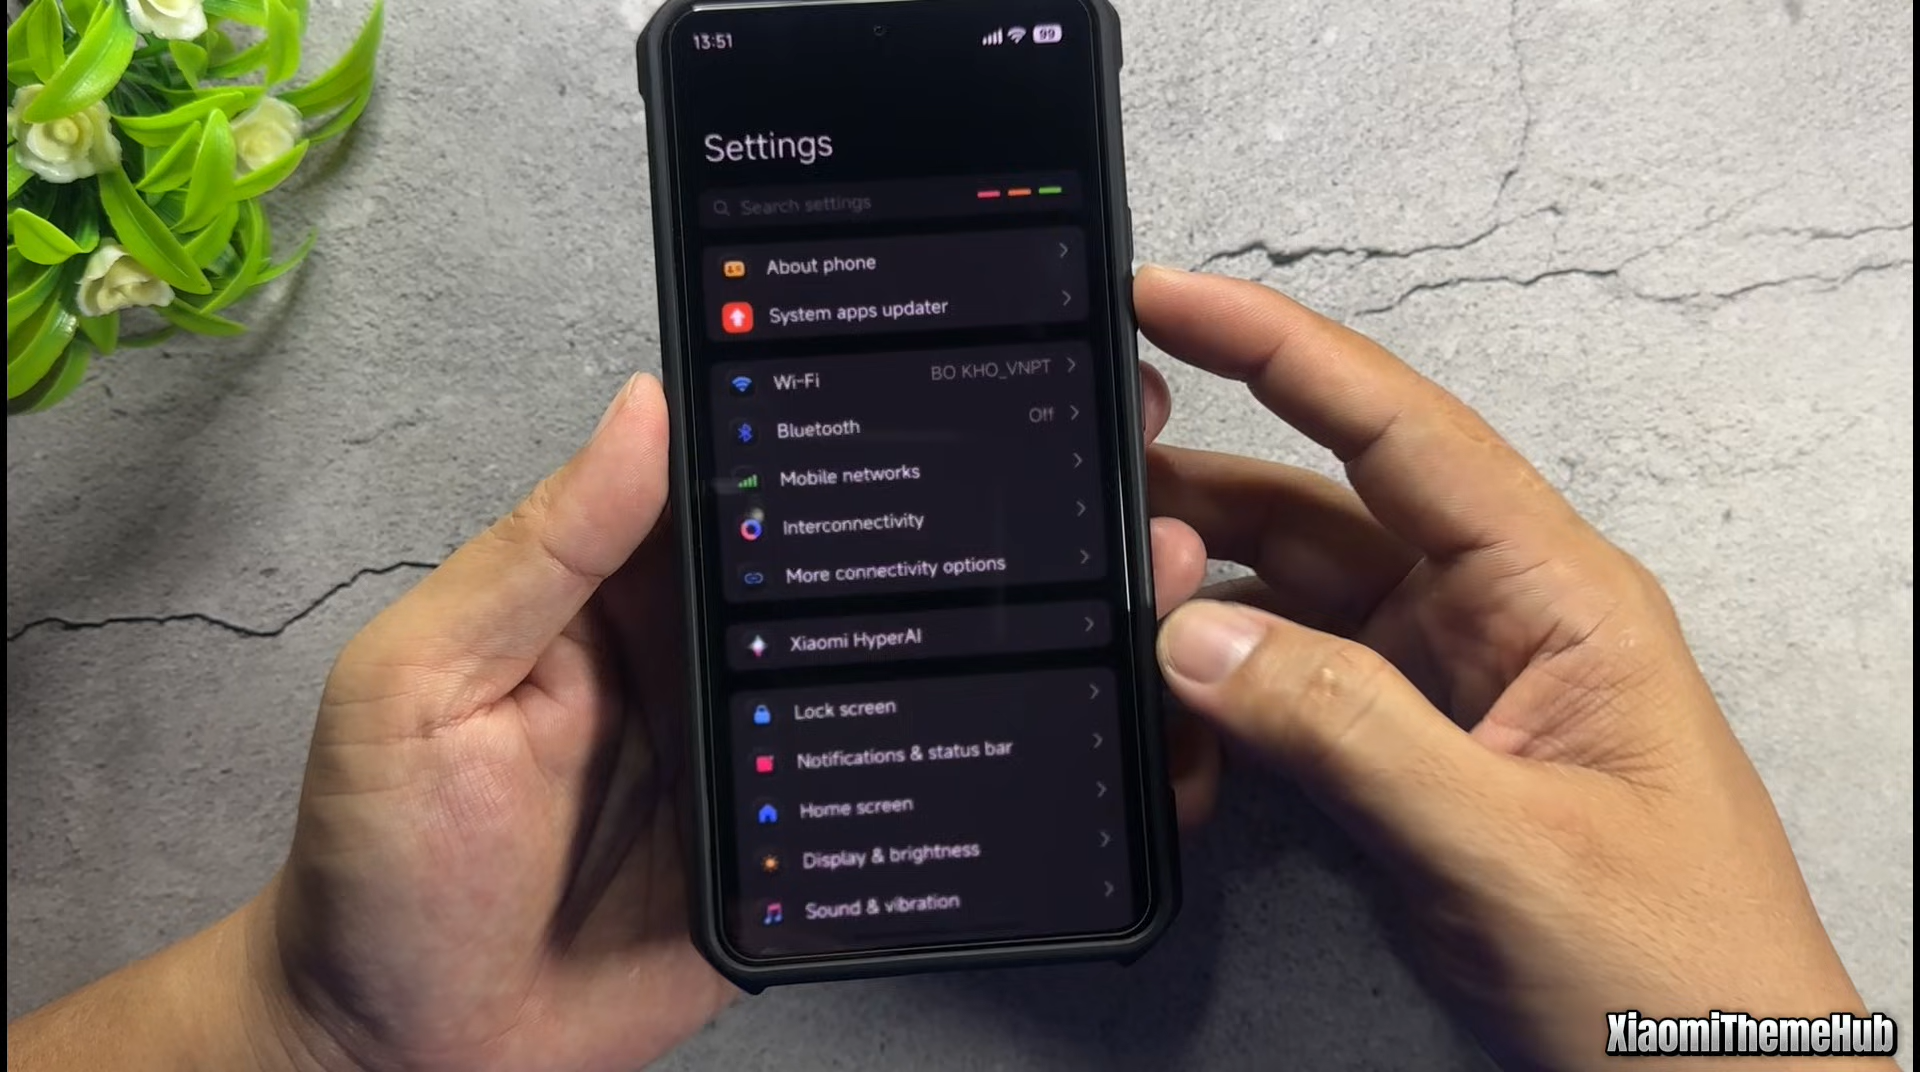 13:51
99
Settings
Search settings
About phone
System apps updater
Wi-Fi BO KHO_VNPT
Bluetooth Off
Mobile networks
Interconnectivity
More connectivity options
Xiaomi HyperAI
Lock screen
Notifications & status bar
Home screen
Display & brightness
Sound & vibration
XiaomiThemeHub